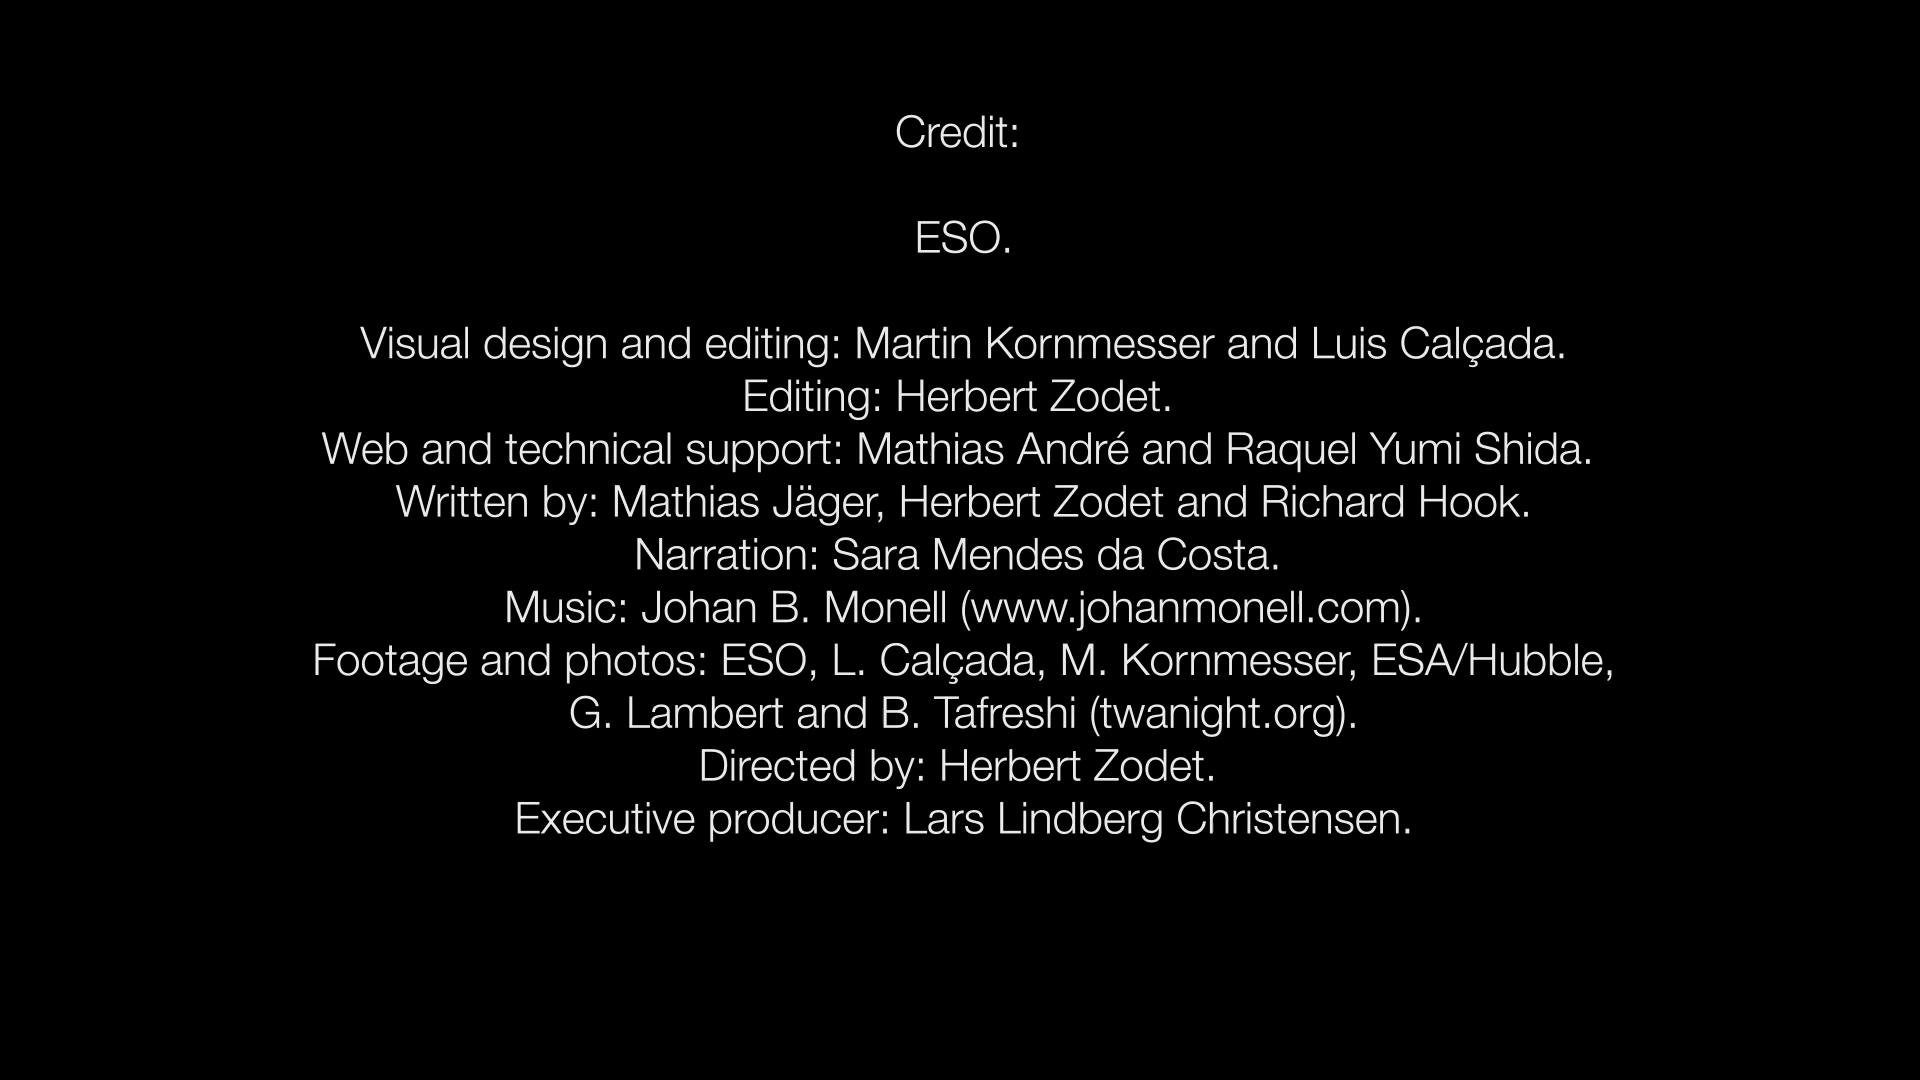 Credit:
ESO.
Visual design and editing: Martin Kornmesser and Luis Calçada.
Editing: Herbert Zodet.
Web and technical support: Mathias André and Raquel Yumi Shida.
Written by: Mathias Jäger, Herbert Zodet and Richard Hook.
Narration: Sara Mendes da Costa.
Music: Johan B. Monell (www.johanmonell.com).
Footage and photos: ESO, L. Calçada, M. Kornmesser, ESA/Hubble,
G. Lambert and B. Tafreshi (twanight.org).
Directed by: Herbert Zodet.
Executive producer: Lars Lindberg Christensen.